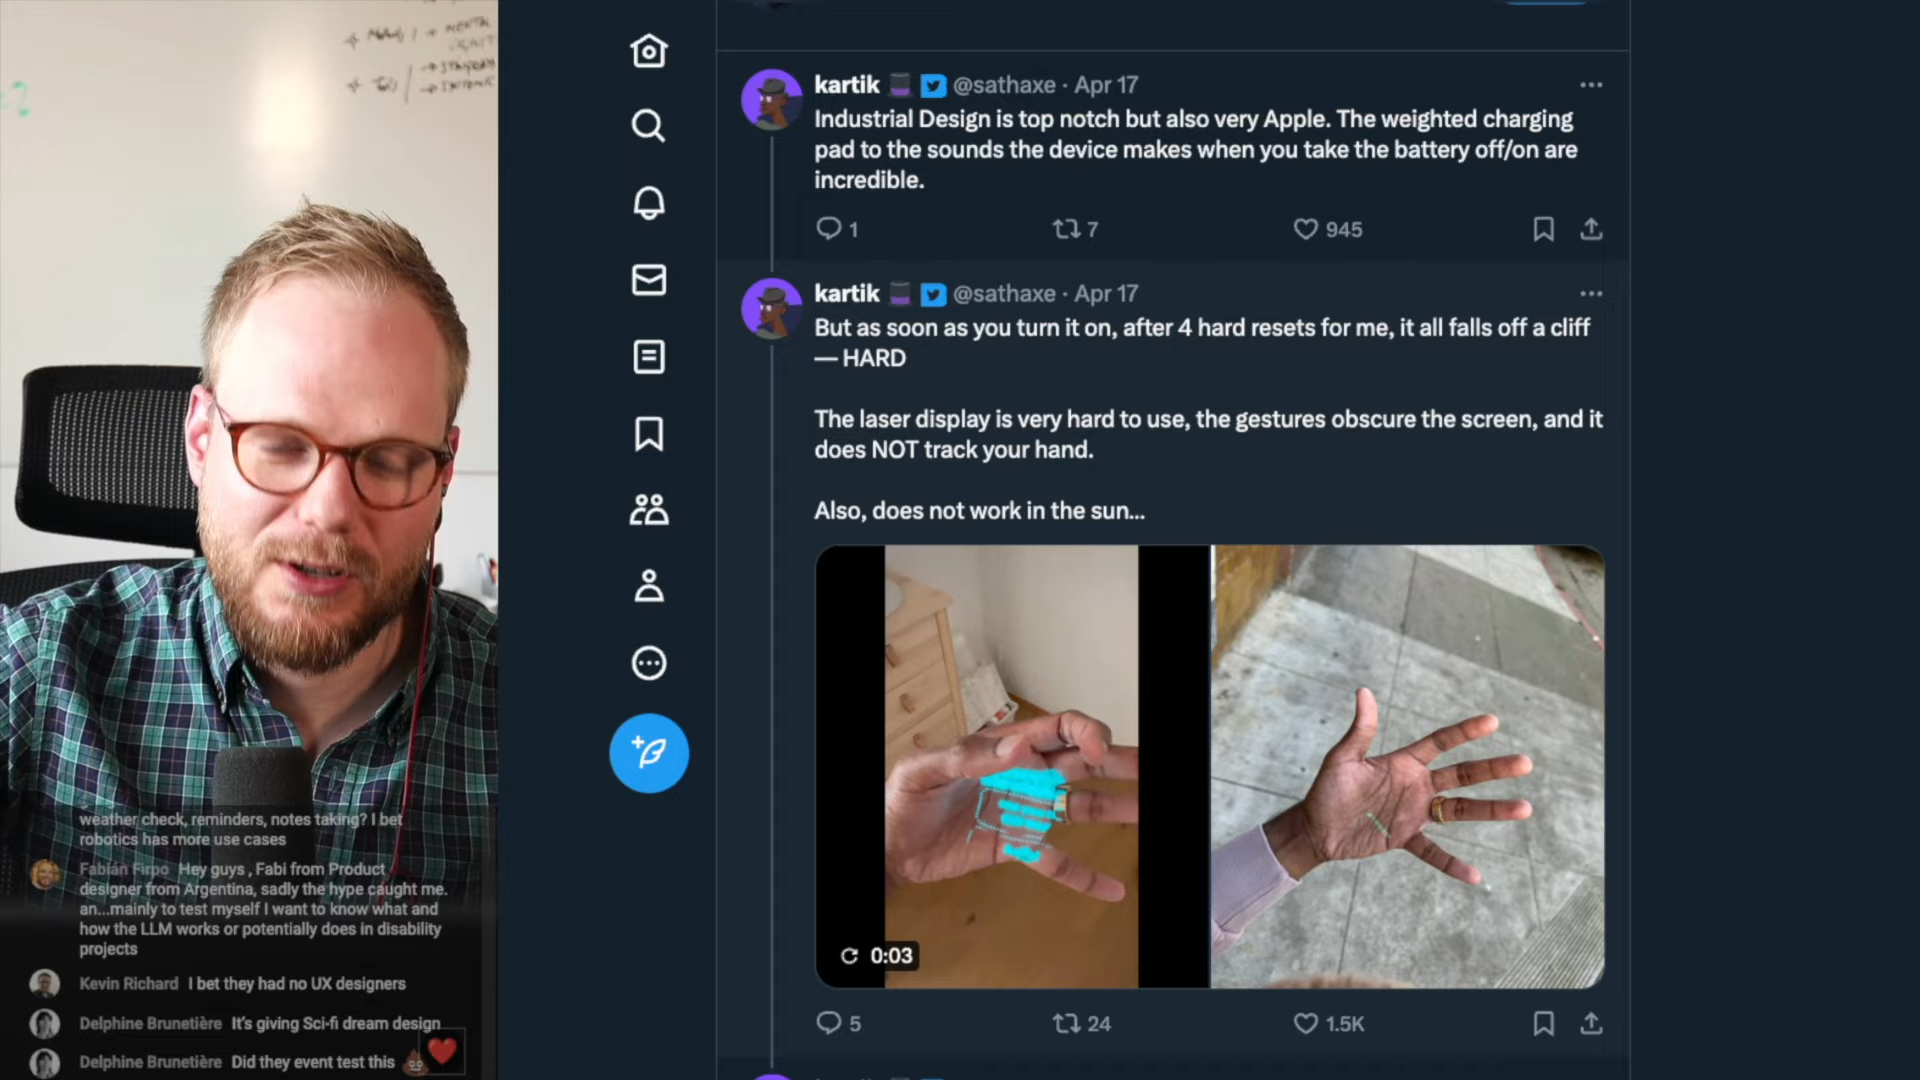 MENTAL
kartik @sathaxe · Apr 17
Industrial Design is top notch but also very Apple. The weighted charging
pad to the sounds the device makes when you take the battery off/on are
incredible.
1 7 945
kartik @sathaxe · Apr 17
But as soon as you turn it on, after 4 hard resets for me, it all falls off a cliff
— HARD
The laser display is very hard to use, the gestures obscure the screen, and it
does NOT track your hand.
Also, does not work in the sun...
0:03
5 24 1.5K
weather check, reminders, notes taking? I bet
robotics has more use cases
Fabián Firpo Hey guys , Fabi from Product
designer from Argentina, sadly the hype caught me.
an...mainly to test myself I want to know what and
how the LLM works or potentially does in disability
projects
Kevin Richard I bet they had no UX designers
Delphine Brunetière It's giving Sci-fi dream design
Delphine Brunetière Did they event test this